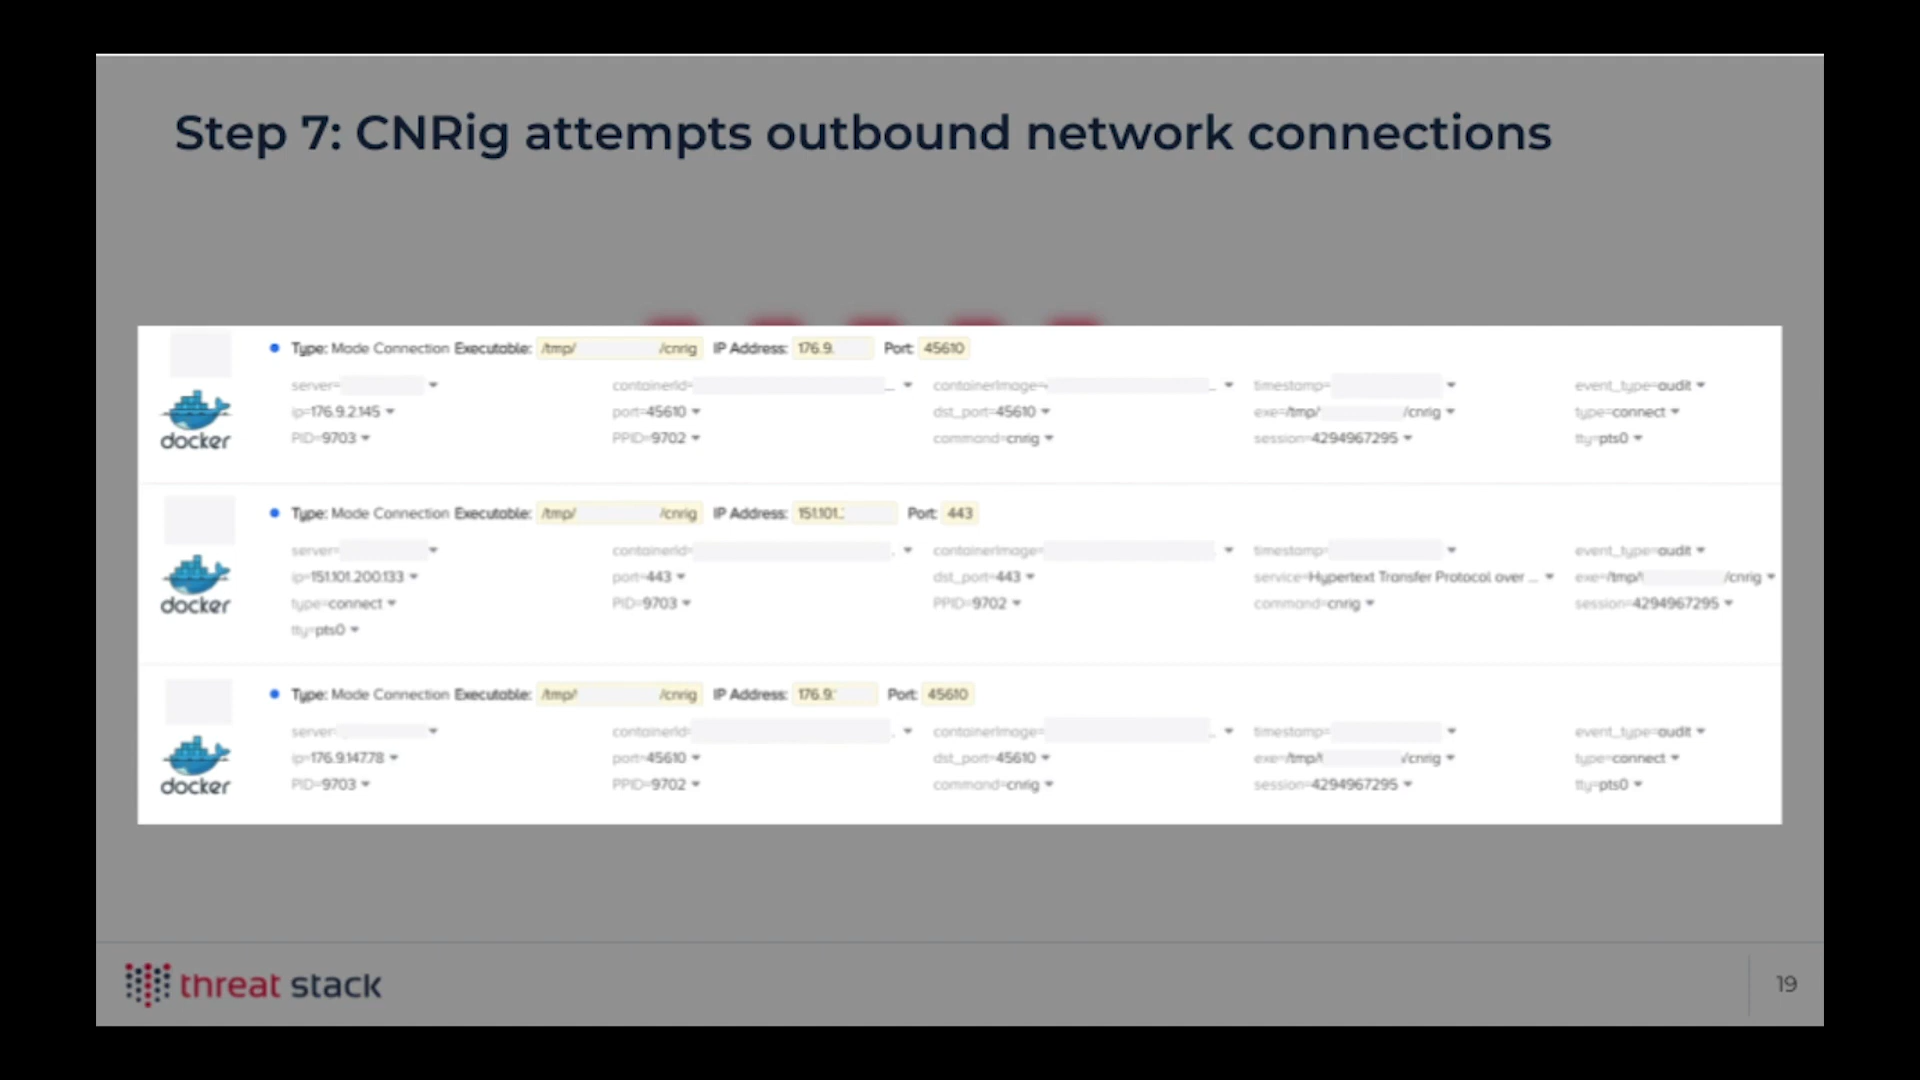 Step 7: CNRig attempts outbound network connections
Type: Mode Connection Executable: /tmp/ /cnrig IP Address: 176.9. Port: 45610
server= containerId= ... containerImage= ... timestamp= event_type=audit
docker
ip=176.9.2.145 port=45610 dst_port=45610 exe=/tmp/ /cnrig type=connect
PID=9703 PPID=9702 command=cnrig session=4294967295 tty=pts0
Type: Mode Connection Executable: /tmp/ /cnrig IP Address: 151.101. Port: 443
server= containerId= containerImage= timestamp= event_type=audit
docker
ip=151.101.200.133 port=443 dst_port=443 service=Hypertext Transfer Protocol over ... exe=/tmp/ /cnrig
type=connect PID=9703 PPID=9702 command=cnrig session=4294967295
tty=pts0
Type: Mode Connection Executable: /tmp/ /cnrig IP Address: 176.9. Port: 45610
server= containerId= containerImage= ... timestamp= event_type=audit
docker
ip=176.9.147.78 port=45610 dst_port=45610 exe=/tmp/ /cnrig type=connect
PID=9703 PPID=9702 command=cnrig session=4294967295 tty=pts0
threat stack
19